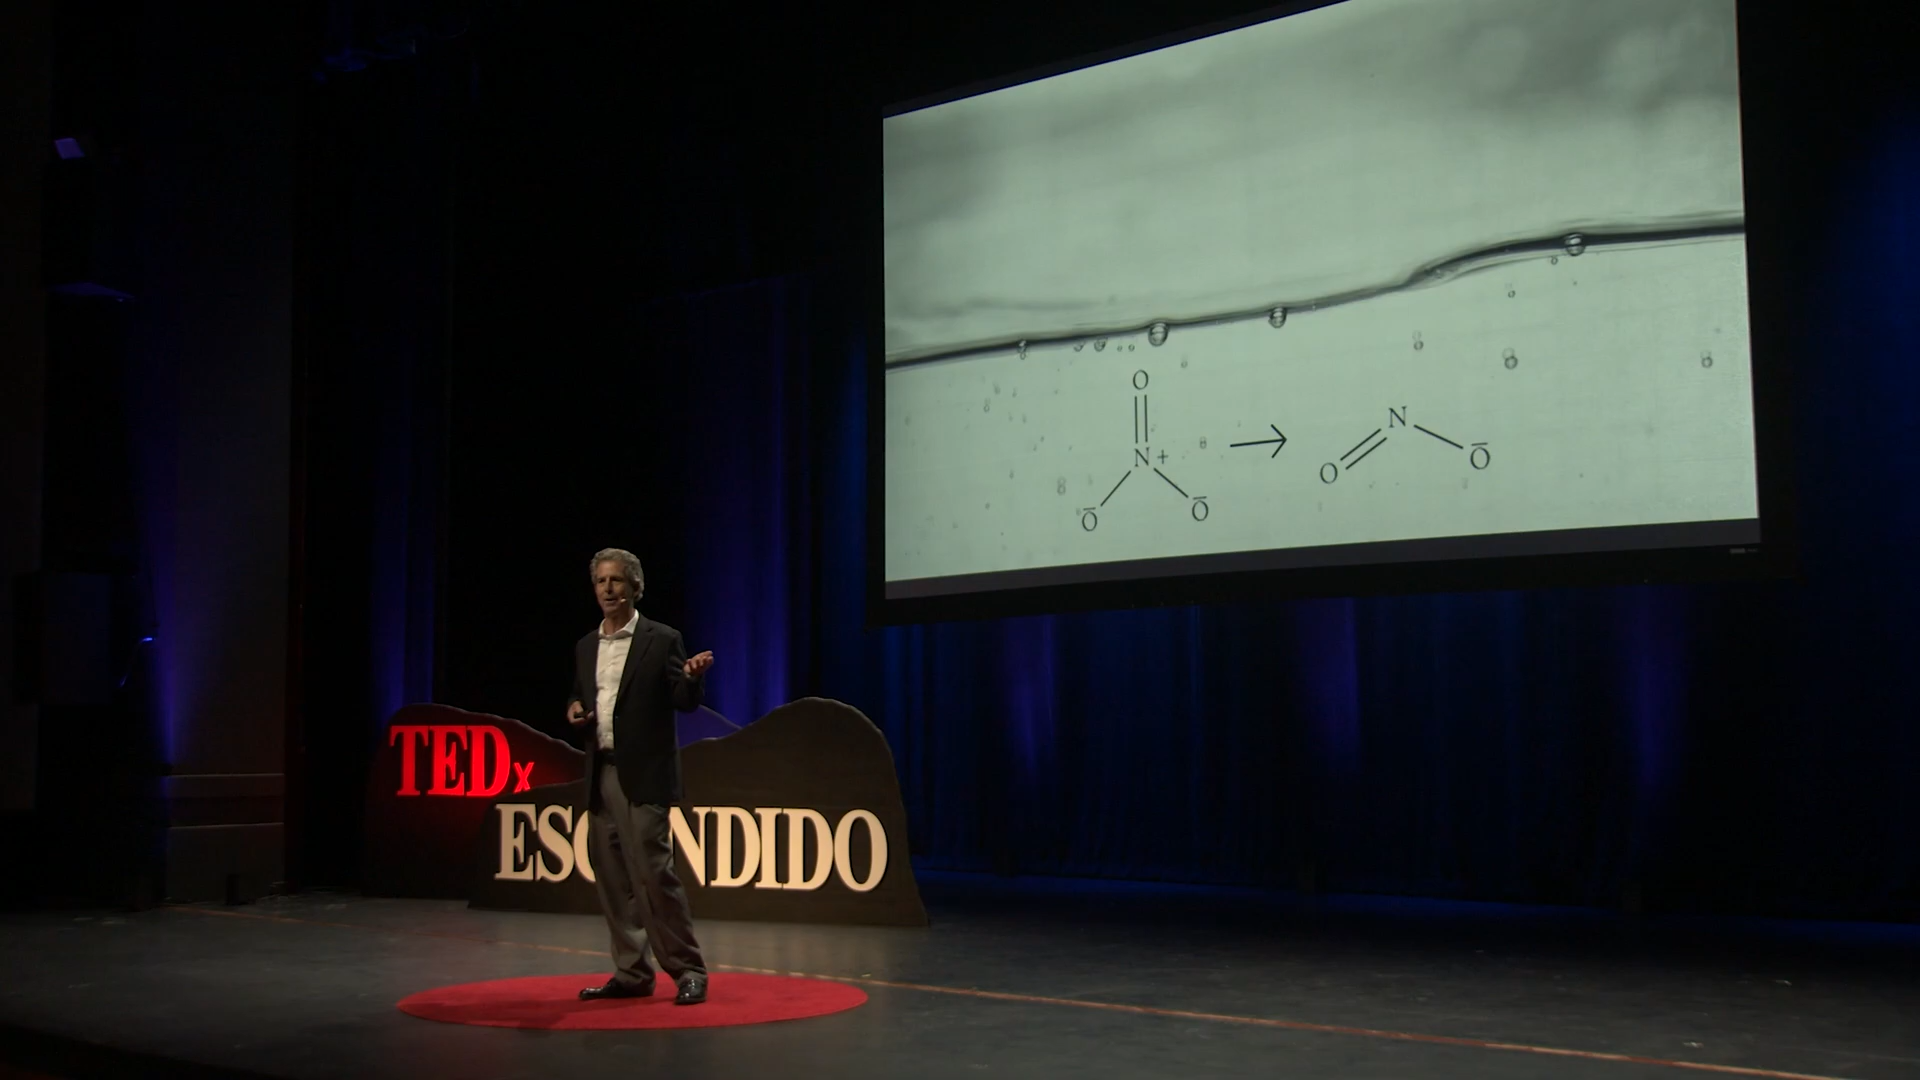 O
N+
O O
→
N
O O
TEDx
ESCONDIDO